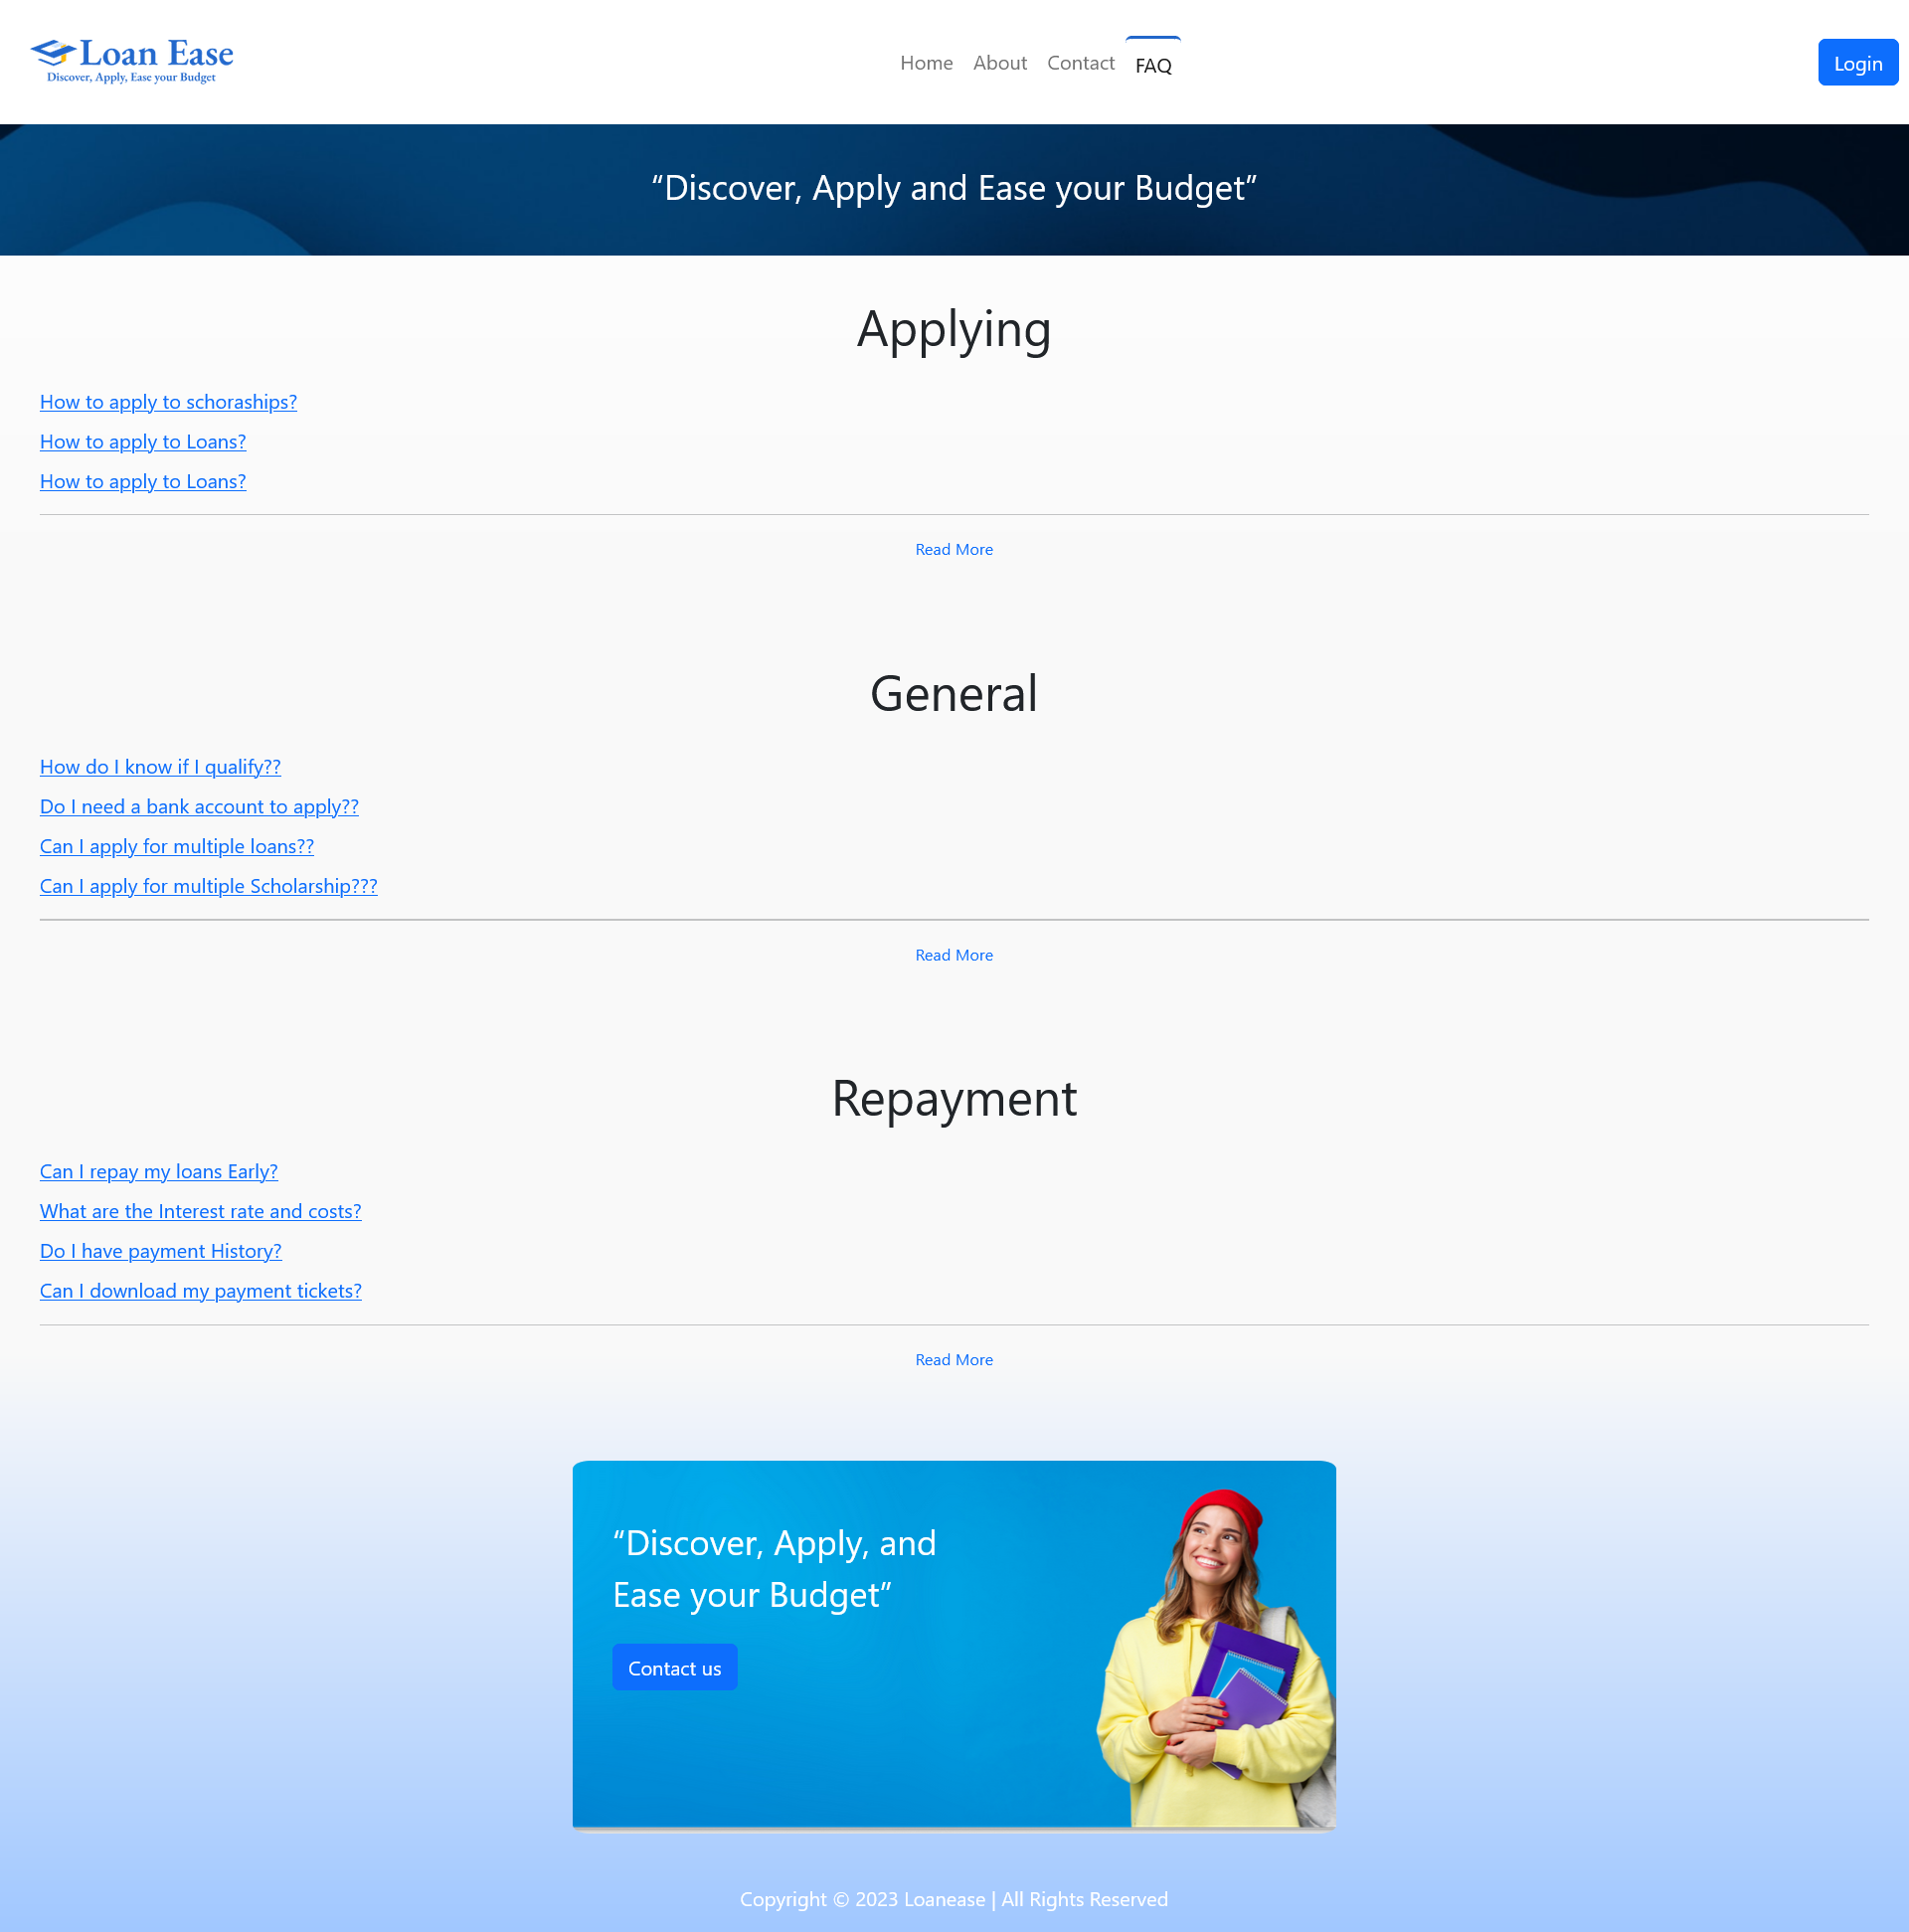 Loan Ease
Discover, Apply, Ease your Budget
Home
About
Contact
FAQ
Login
“Discover, Apply and Ease your Budget”
Applying
How to apply to schoraships?
How to apply to Loans?
How to apply to Loans?
Read More
General
How do I know if I qualify??
Do I need a bank account to apply??
Can I apply for multiple loans??
Can I apply for multiple Scholarship???
Read More
Repayment
Can I repay my loans Early?
What are the Interest rate and costs?
Do I have payment History?
Can I download my payment tickets?
Read More
“Discover, Apply, and
Ease your Budget”
Contact us
Copyright © 2023 Loanease | All Rights Reserved